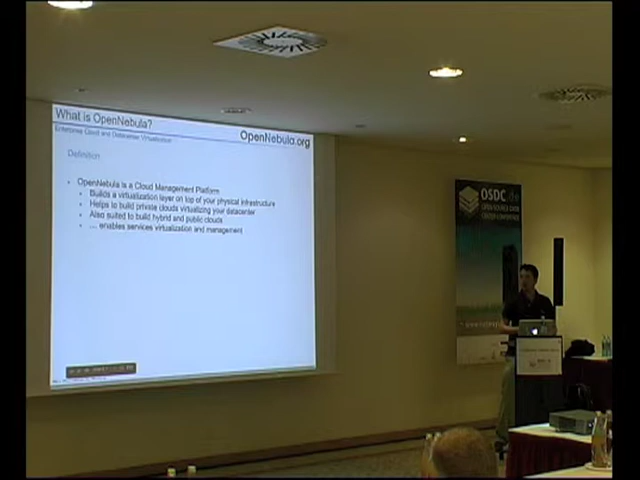 What is OpenNebula?
OpenNebula.org
Enterprise Cloud and Datacenter Virtualization
Definition
OpenNebula is a Cloud Management Platform
Builds a virtualization layer on top of your physical infrastructure
Helps to build private clouds virtualizing your datacenter
Also suited to build hybrid and public clouds
... enables services virtualization and management
OSDC.de
OPEN SOURCE DATA
CENTER CONFERENCE